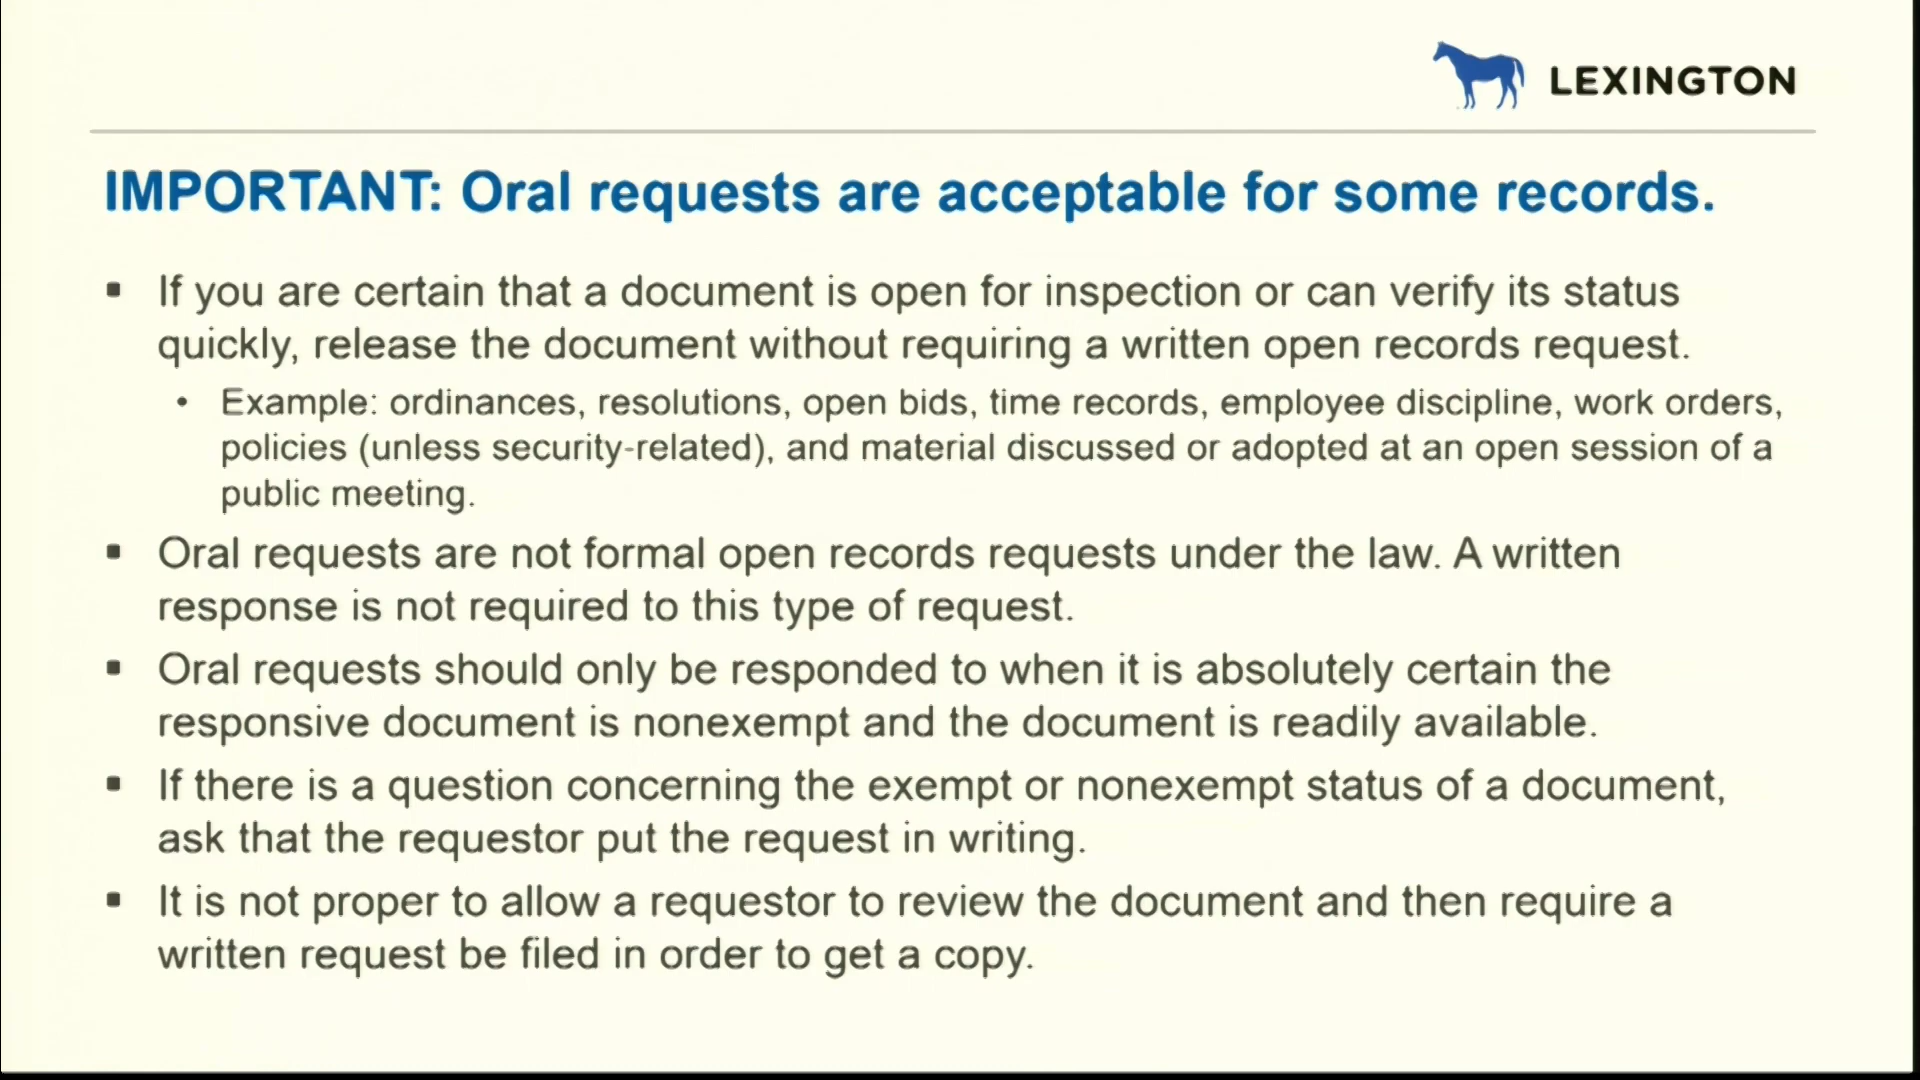 LEXINGTON
IMPORTANT: Oral requests are acceptable for some records.
▪ If you are certain that a document is open for inspection or can verify its status
quickly, release the document without requiring a written open records request.
• Example: ordinances, resolutions, open bids, time records, employee discipline, work orders,
policies (unless security-related), and material discussed or adopted at an open session of a
public meeting.
▪ Oral requests are not formal open records requests under the law. A written
response is not required to this type of request.
▪ Oral requests should only be responded to when it is absolutely certain the
responsive document is nonexempt and the document is readily available.
▪ If there is a question concerning the exempt or nonexempt status of a document,
ask that the requestor put the request in writing.
▪ It is not proper to allow a requestor to review the document and then require a
written request be filed in order to get a copy.